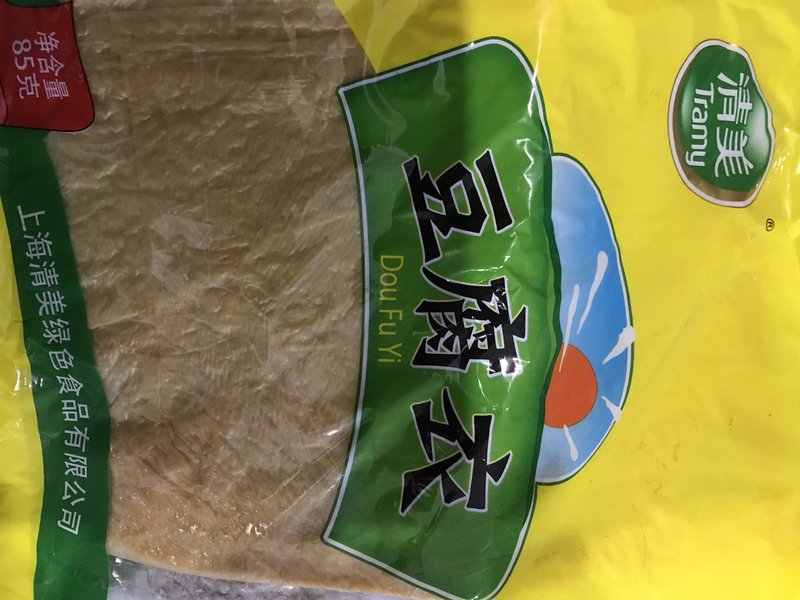 清美
Tramy
®
豆腐衣
Dou Fu Yi
净含量
85克
上海清美绿色食品有限公司